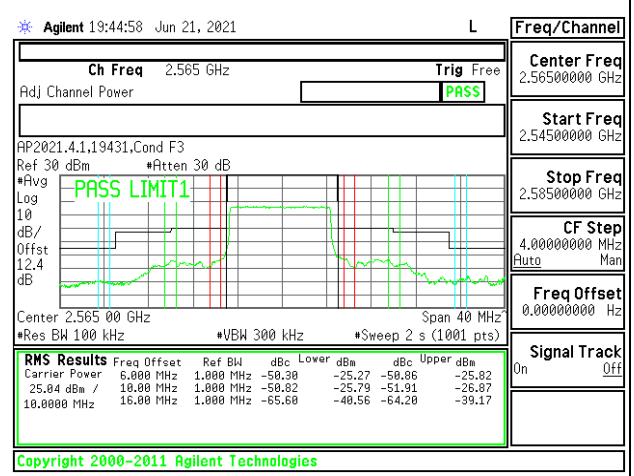 Agilent 19:44:58 Jun 21, 2021 L Freq/Channel
Ch Freq 2.565 GHz Trig Free
Adj Channel Power PASS
AP2021.4.1,19431,Cond F3
Ref 30 dBm #Atten 30 dB
#Avg
Log
10
dB/
Offst
12.4
dB
PASS LIMIT1
Center 2.565 00 GHz Span 40 MHz
#Res BW 100 kHz #VBW 300 kHz #Sweep 2 s (1001 pts)
RMS Results Freq Offset Ref BW dBc Lower dBm dBc Upper dBm
Carrier Power 6.000 MHz 1.000 MHz -50.30 -25.27 -50.86 -25.82
25.04 dBm / 10.00 MHz 1.000 MHz -50.82 -25.79 -51.91 -26.87
10.0000 MHz 16.00 MHz 1.000 MHz -65.60 -40.56 -64.20 -39.17
Copyright 2000-2011 Agilent Technologies
Center Freq
2.56500000 GHz
Start Freq
2.54500000 GHz
Stop Freq
2.58500000 GHz
CF Step
4.00000000 MHz
Auto Man
Freq Offset
0.00000000 Hz
Signal Track
On Off